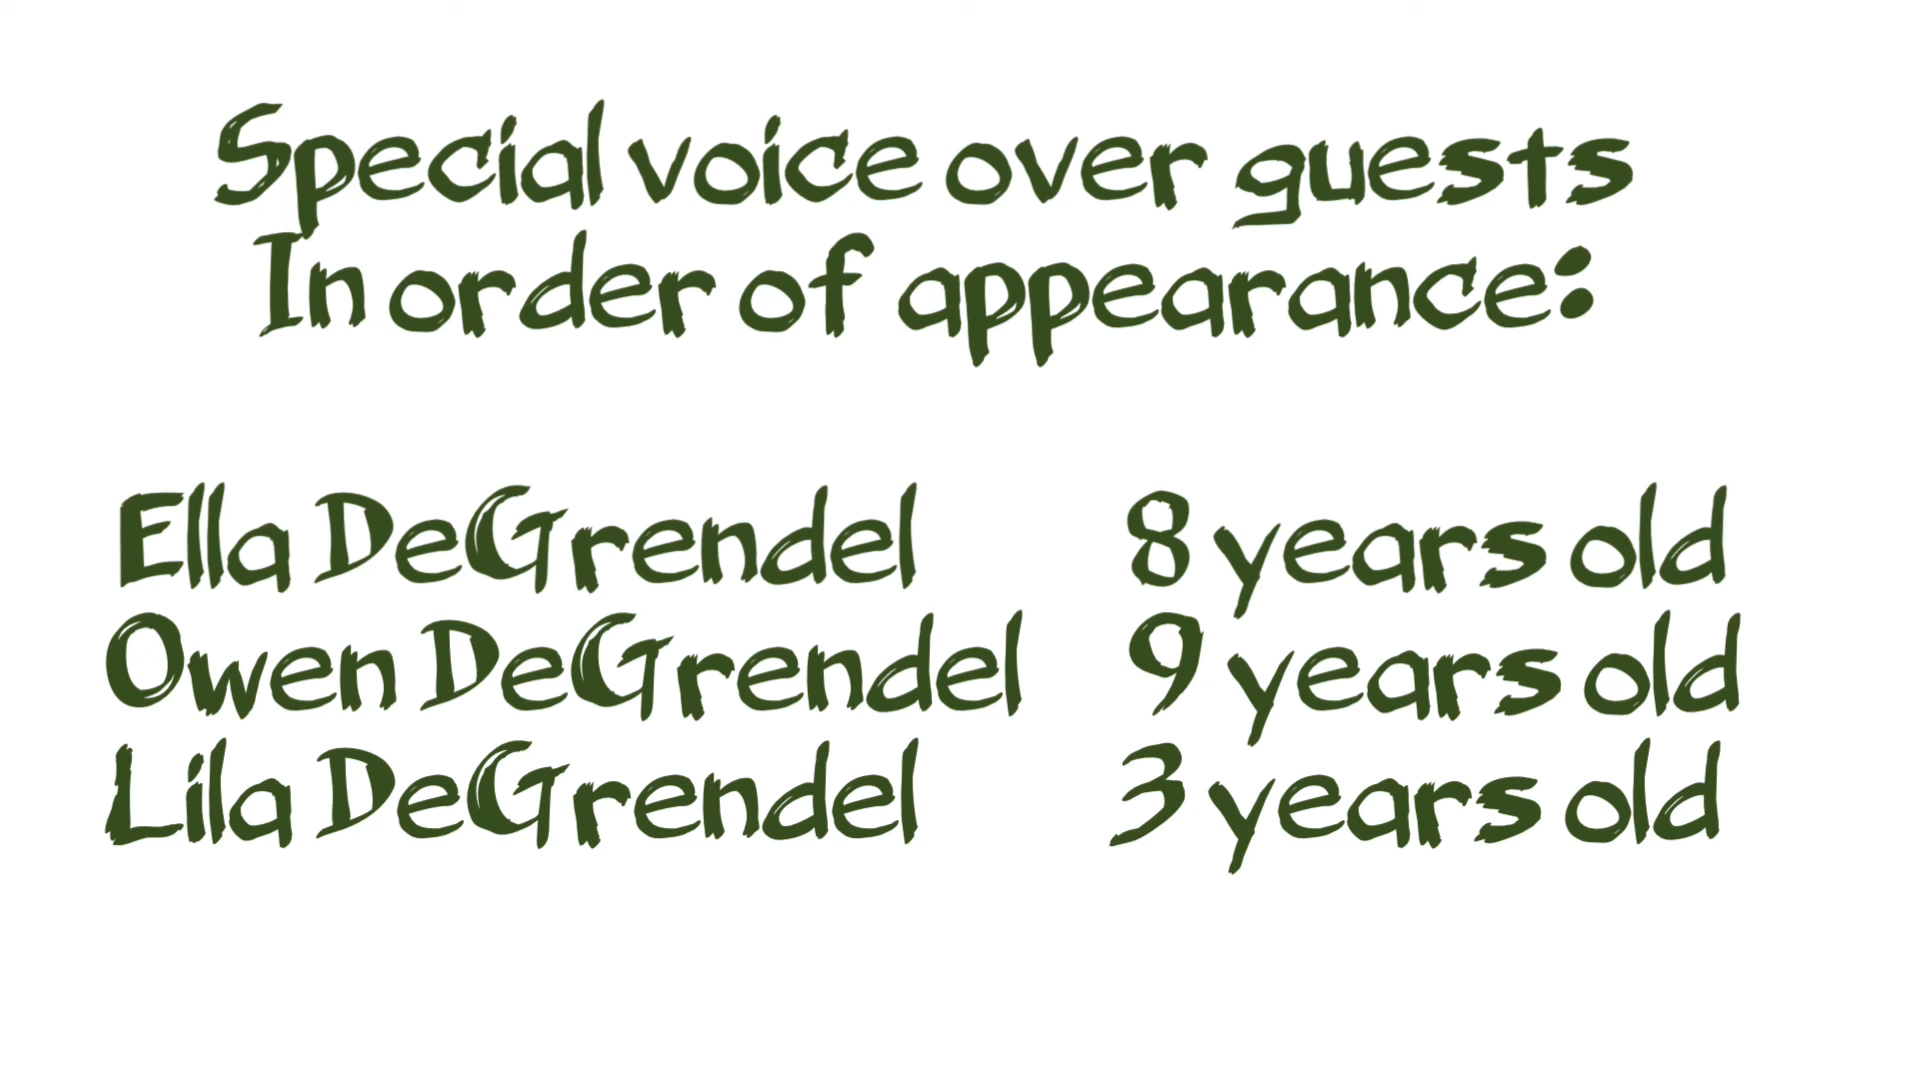 Special voice over guests
In order of appearance:
Ella DeGrendel 8 years old
Owen DeGrendel 9 years old
Lila DeGrendel 3 years old